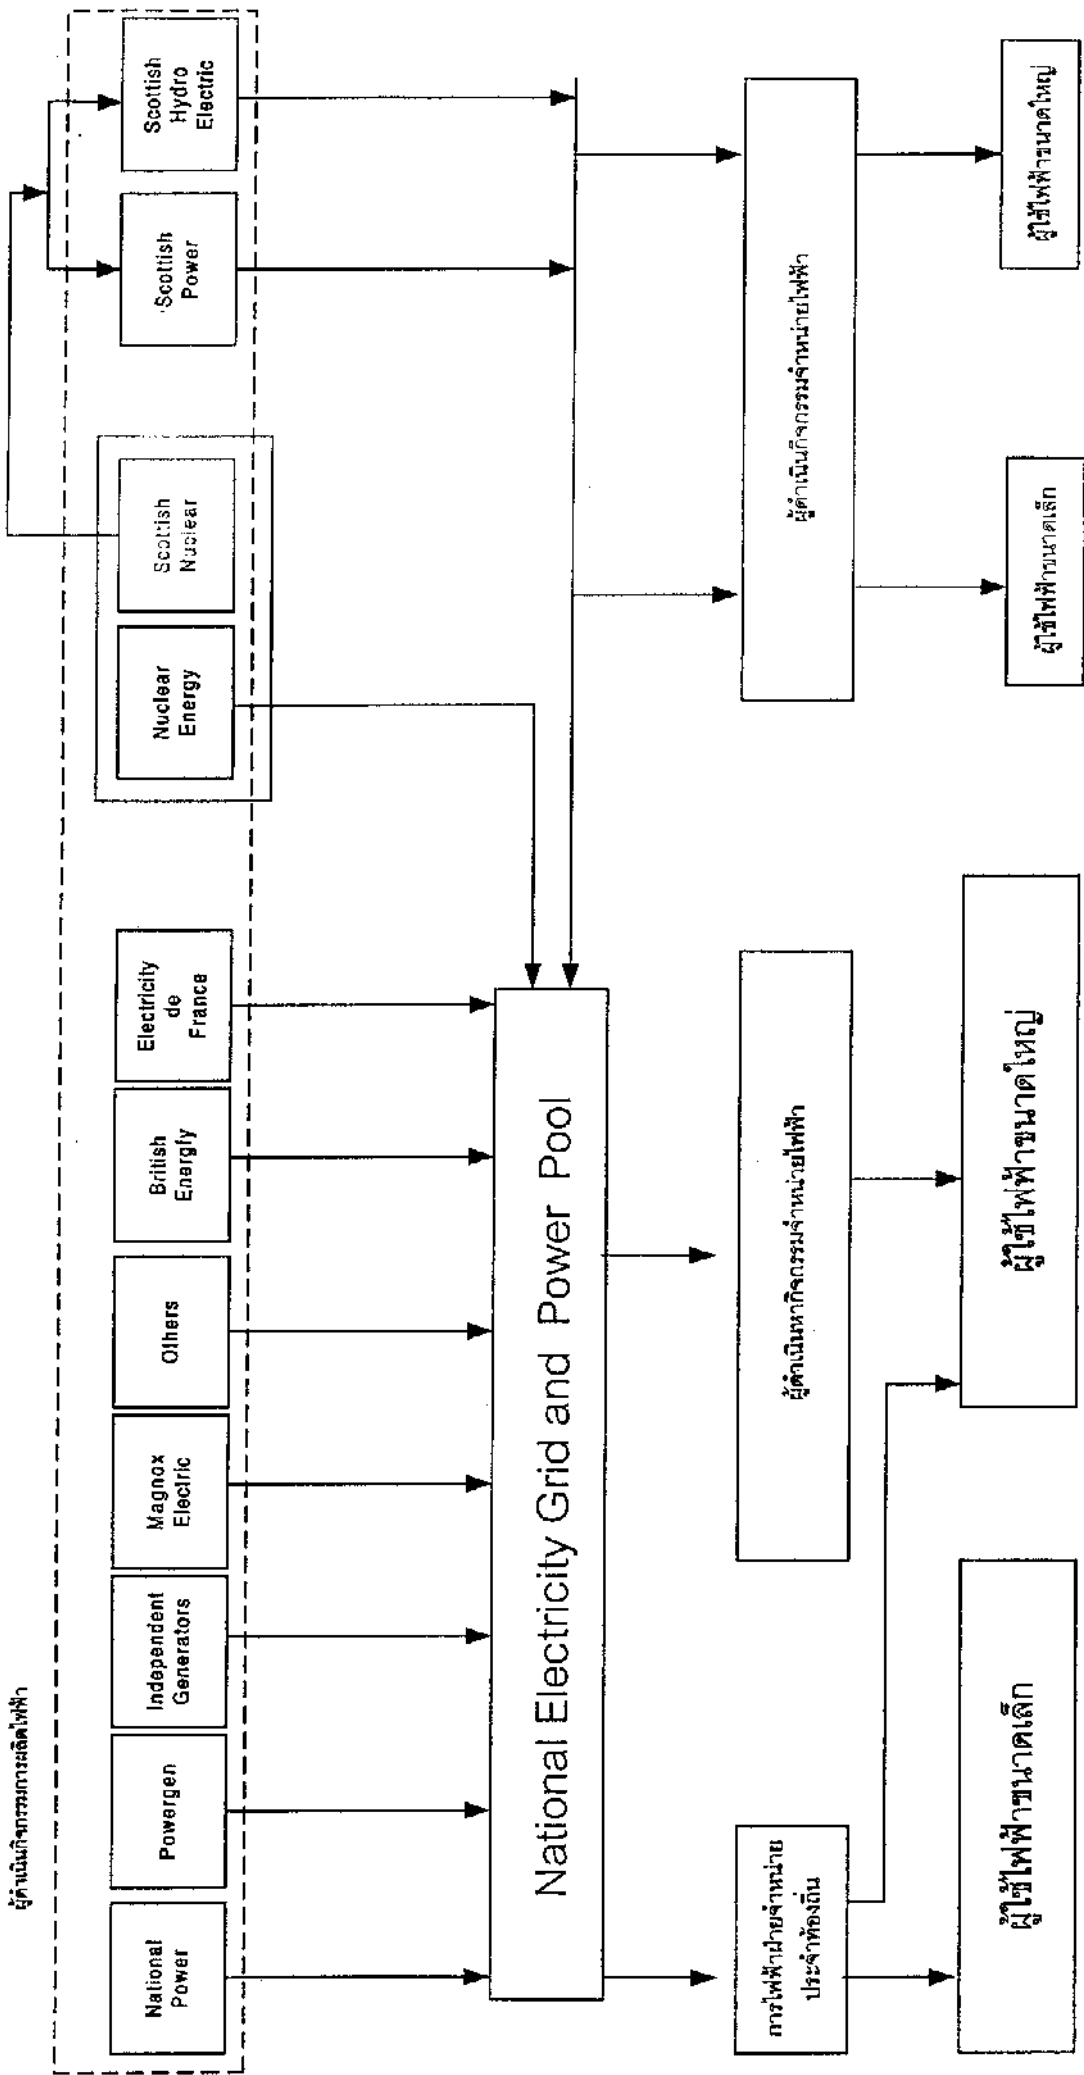 ผู้ดำเนินกิจกรรมการผลิตไฟฟ้า
National
Power
Powergen
Independent
Generators
Magnox
Electric
Others
British
Energfy
Electricity
de
France
Nuclear
Energy
Scottish
Nuclear
Scottish
Power
Scottish
Hydro
Electric
National Electricity Grid and Power Pool
การไฟฟ้าฝ่ายจำหน่าย
ประจำท้องถิ่น
ผู้ดำเนินหากิจกรรมจำหน่ายไฟฟ้า
ผู้ดำเนินกิจกรรมจำหน่ายไฟฟ้า
ผู้ใช้ไฟฟ้าขนาดเล็ก
ผู้ใช้ไฟฟ้าขนาดใหญ่
ผู้ใช้ไฟฟ้าขนาดเล็ก
ผู้ใช้ไฟฟ้าขนาดใหญ่